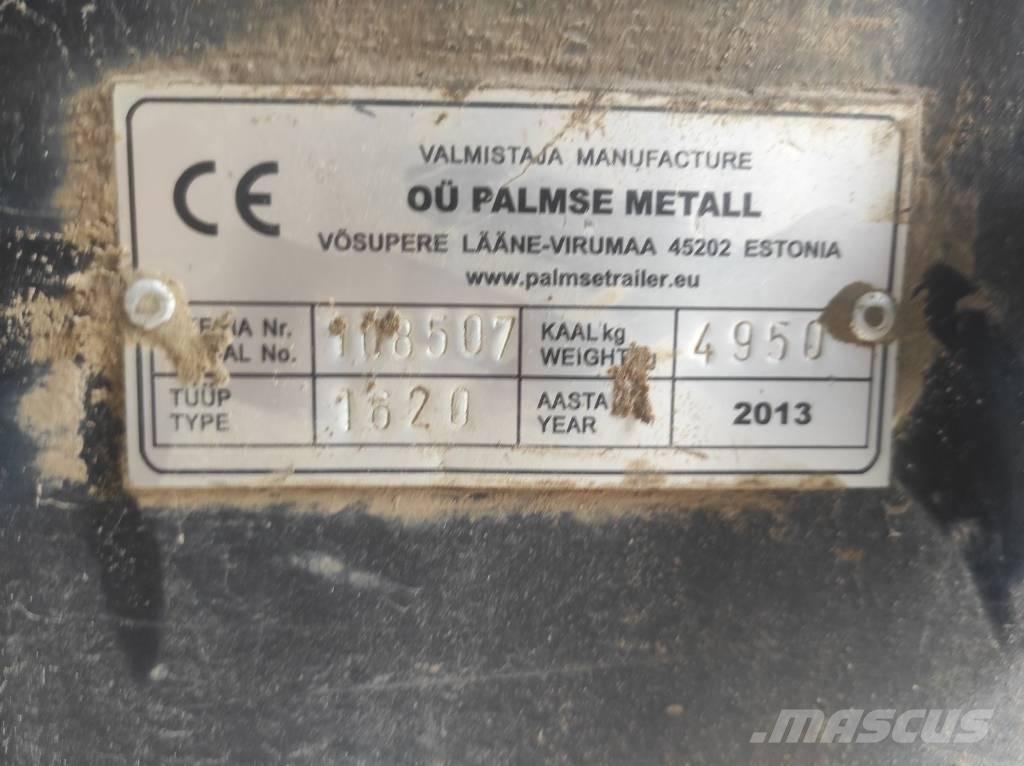 CE
VALMISTAJA MANUFACTURE
OÜ PALMSE METALL
VÕSUPERE LÄÄNE-VIRUMAA 45202 ESTONIA
www.palmsetrailer.eu
Nr. 108507 KAAL kg 4950
No. WEIGHT
TÜÜP 1620 AASTA 2013
TYPE YEAR
MASCUS